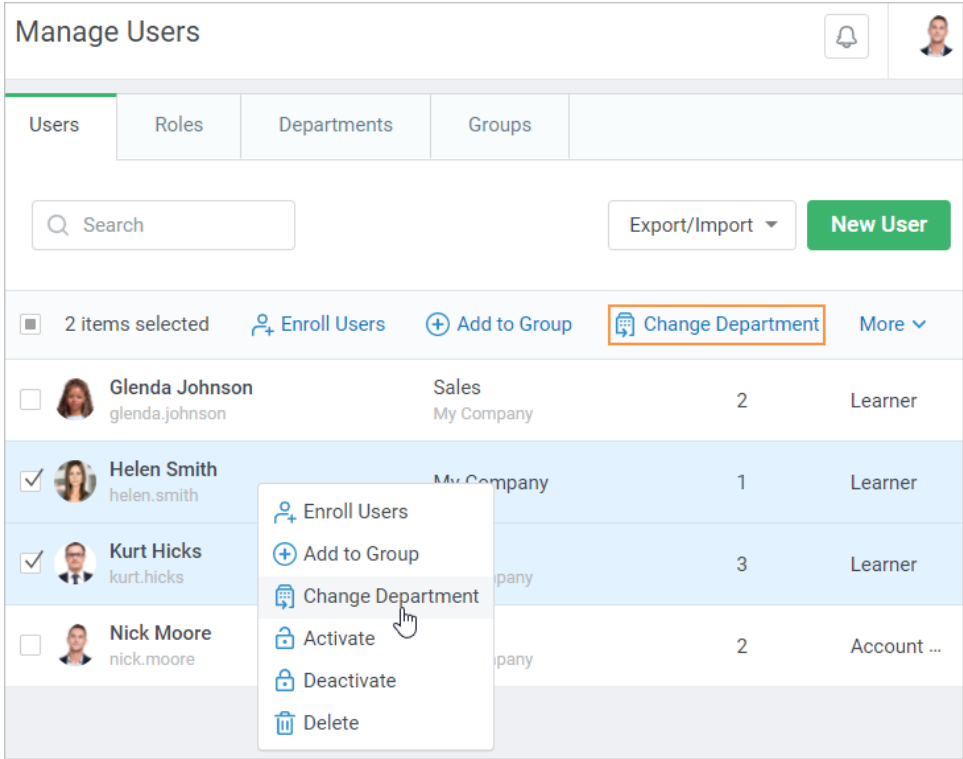 Manage Users
Users Roles Departments Groups
Search Export/Import New User
2 items selected Enroll Users Add to Group Change Department More
Glenda Johnson Sales 2 Learner
glenda.johnson My Company
Helen Smith My Company 1 Learner
helen.smith
Enroll Users
Kurt Hicks 3 Learner
kurt.hicks
Add to Group
Change Department
Nick Moore 2 Account ...
nick.moore
Activate
Deactivate
Delete